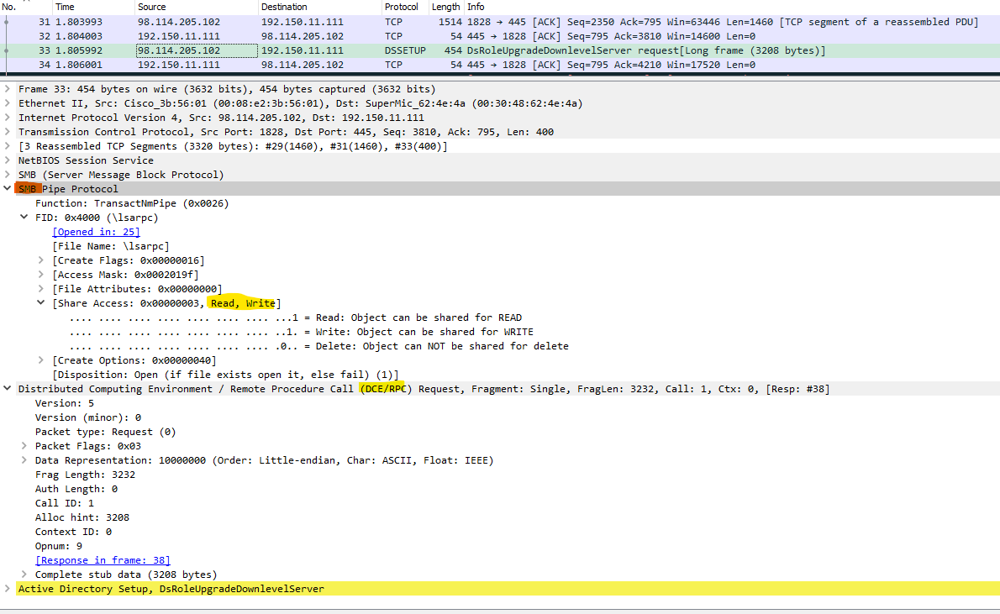 No. Time Source Destination Protocol Length Info
31 1.803993 98.114.205.102 192.150.11.111 TCP 1514 1828 → 445 [ACK] Seq=2350 Ack=795 Win=63446 Len=1460 [TCP segment of a reassembled PDU]
32 1.804003 192.150.11.111 98.114.205.102 TCP 54 445 → 1828 [ACK] Seq=795 Ack=3810 Win=14600 Len=0
33 1.805992 98.114.205.102 192.150.11.111 DSSETUP 454 DsRoleUpgradeDownlevelServer request[Long frame (3208 bytes)]
34 1.806001 192.150.11.111 98.114.205.102 TCP 54 445 → 1828 [ACK] Seq=795 Ack=4210 Win=17520 Len=0
Frame 33: 454 bytes on wire (3632 bits), 454 bytes captured (3632 bits)
Ethernet II, Src: Cisco_3b:56:01 (00:08:e2:3b:56:01), Dst: SuperMic_62:4e:4a (00:30:48:62:4e:4a)
Internet Protocol Version 4, Src: 98.114.205.102, Dst: 192.150.11.111
Transmission Control Protocol, Src Port: 1828, Dst Port: 445, Seq: 3810, Ack: 795, Len: 400
[3 Reassembled TCP Segments (3320 bytes): #29(1460), #31(1460), #33(400)]
NetBIOS Session Service
SMB (Server Message Block Protocol)
SMB Pipe Protocol
Function: TransactNmPipe (0x0026)
FID: 0x4000 (\lsarpc)
[Opened in: 25]
[File Name: \lsarpc]
[Create Flags: 0x00000016]
[Access Mask: 0x0002019f]
[File Attributes: 0x00000000]
[Share Access: 0x00000003, Read, Write]
.... .... .... .... .... .... .... ...1 = Read: Object can be shared for READ
.... .... .... .... .... .... .... ..1. = Write: Object can be shared for WRITE
.... .... .... .... .... .... .... .0.. = Delete: Object can NOT be shared for delete
[Create Options: 0x00000040]
[Disposition: Open (if file exists open it, else fail) (1)]
Distributed Computing Environment / Remote Procedure Call (DCE/RPC) Request, Fragment: Single, FragLen: 3232, Call: 1, Ctx: 0, [Resp: #38]
Version: 5
Version (minor): 0
Packet type: Request (0)
Packet Flags: 0x03
Data Representation: 10000000 (Order: Little-endian, Char: ASCII, Float: IEEE)
Frag Length: 3232
Auth Length: 0
Call ID: 1
Alloc hint: 3208
Context ID: 0
Opnum: 9
[Response in frame: 38]
Complete stub data (3208 bytes)
Active Directory Setup, DsRoleUpgradeDownlevelServer